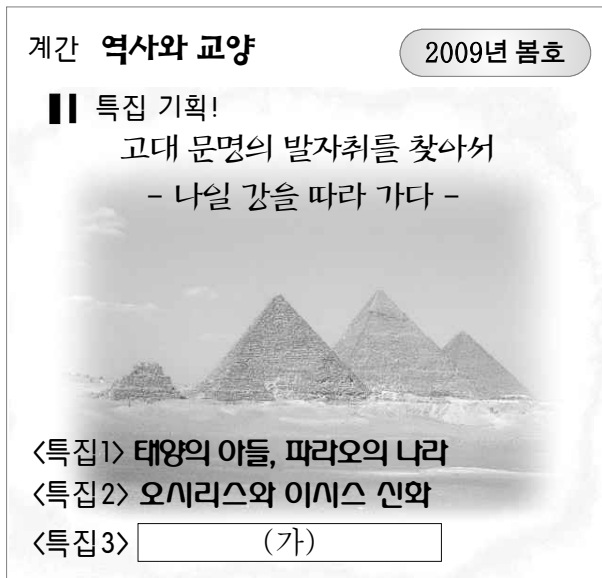 계간 역사와 교양
2009년 봄호
특집 기획!
고대 문명의 발자취를 찾아서
- 나일 강을 따라 가다 -
<특집1> 태양의 아들, 파라오의 나라
<특집2> 오시리스와 이시스 신화
<특집3> (가)